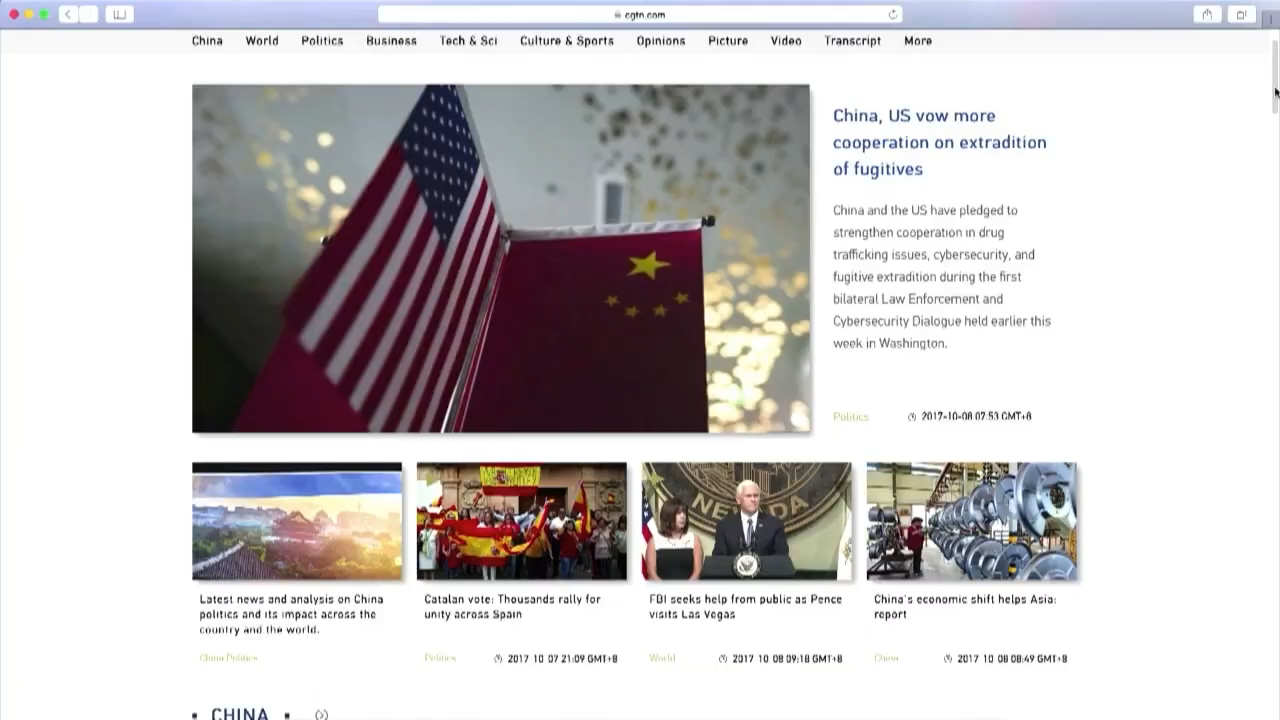 cgtn.com
China World Politics Business Tech & Sci Culture & Sports Opinions Picture Video Transcript More
China, US vow more
cooperation on extradition
of fugitives
China and the US have pledged to
strengthen cooperation in drug
trafficking issues, cybersecurity, and
fugitive extradition during the first
bilateral Law Enforcement and
Cybersecurity Dialogue held earlier this
week in Washington.
Politics 2017-10-08 07:53 GMT+8
NEVADA
Latest news and analysis on China
politics and its impact across the
country and the world.
China Politics
Catalan vote: Thousands rally for
unity across Spain
Politics 2017-10-07 21:09 GMT+8
FBI seeks help from public as Pence
visits Las Vegas
World 2017-10-08 09:18 GMT+8
China's economic shift helps Asia:
report
China 2017-10-08 08:49 GMT+8
CHINA